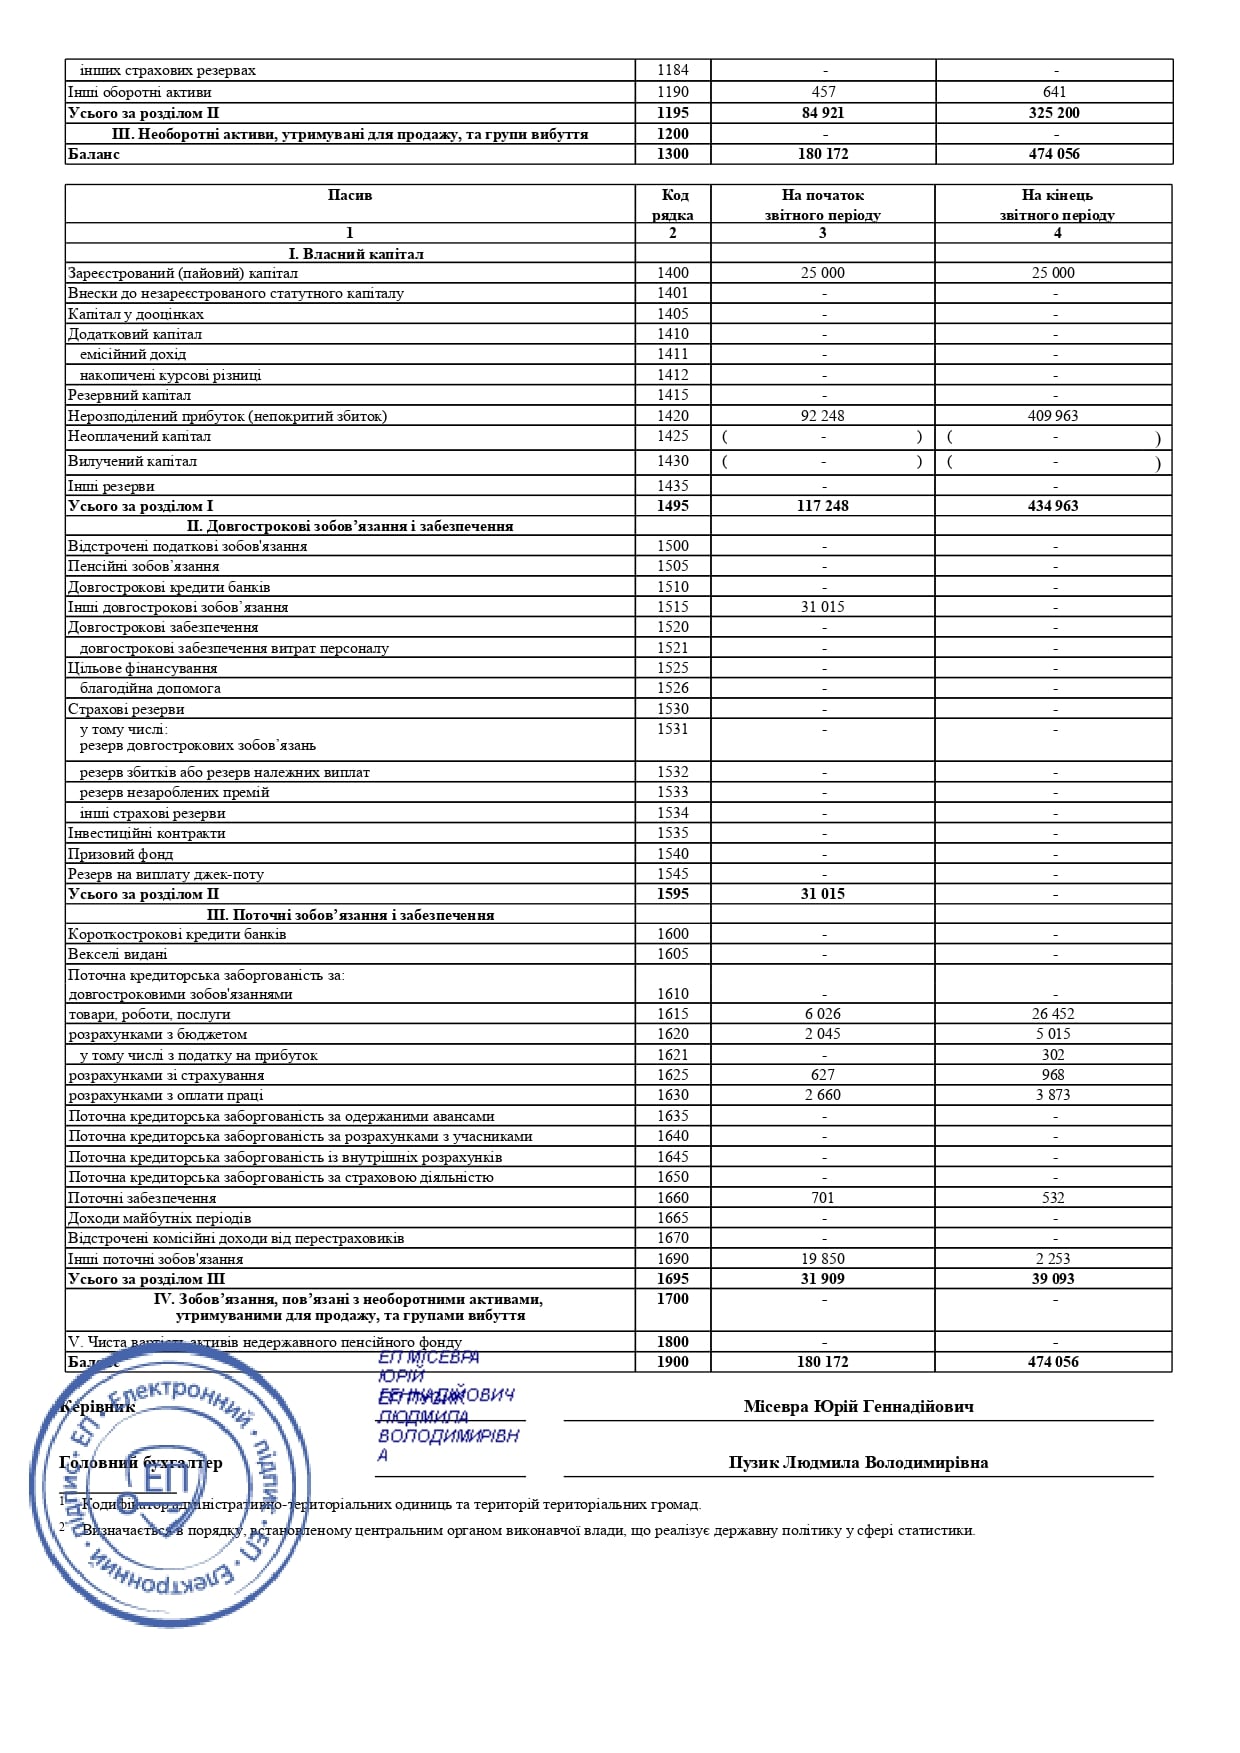 інших страхових резервах 1184 - -
Інші оборотні активи 1190 457 641
Усього за розділом ІІ 1195 84 921 325 200
ІІІ. Необоротні активи, утримувані для продажу, та групи вибуття 1200 - -
Баланс 1300 180 172 474 056
Пасив Код рядка На початок звітного періоду На кінець звітного періоду
1 2 3 4
І. Власний капітал
Зареєстрований (пайовий) капітал 1400 25 000 25 000
Внески до незареєстрованого статутного капіталу 1401 - -
Капітал у дооцінках 1405 - -
Додатковий капітал 1410 - -
емісійний дохід 1411 - -
накопичені курсові різниці 1412 - -
Резервний капітал 1415 - -
Нерозподілений прибуток (непокритий збиток) 1420 92 248 409 963
Неоплачений капітал 1425 ( - ) ( - )
Вилучений капітал 1430 ( - ) ( - )
Інші резерви 1435 - -
Усього за розділом І 1495 117 248 434 963
ІІ. Довгострокові зобов’язання і забезпечення
Відстрочені податкові зобов'язання 1500 - -
Пенсійні зобов’язання 1505 - -
Довгострокові кредити банків 1510 - -
Інші довгострокові зобов’язання 1515 31 015 -
Довгострокові забезпечення 1520 - -
довгострокові забезпечення витрат персоналу 1521 - -
Цільове фінансування 1525 - -
благодійна допомога 1526 - -
Страхові резерви 1530 - -
у тому числі: 1531 - -
резерв довгострокових зобов’язань
резерв збитків або резерв належних виплат 1532 - -
резерв незароблених премій 1533 - -
інші страхові резерви 1534 - -
Інвестиційні контракти 1535 - -
Призовий фонд 1540 - -
Резерв на виплату джек-поту 1545 - -
Усього за розділом ІІ 1595 31 015 -
ІІІ. Поточні зобов’язання і забезпечення
Короткострокові кредити банків 1600 - -
Векселі видані 1605 - -
Поточна кредиторська заборгованість за:
довгостроковими зобов'язаннями 1610 - -
товари, роботи, послуги 1615 6 026 26 452
розрахунками з бюджетом 1620 2 045 5 015
у тому числі з податку на прибуток 1621 - 302
розрахунками зі страхування 1625 627 968
розрахунками з оплати праці 1630 2 660 3 873
Поточна кредиторська заборгованість за одержаними авансами 1635 - -
Поточна кредиторська заборгованість за розрахунками з учасниками 1640 - -
Поточна кредиторська заборгованість із внутрішніх розрахунків 1645 - -
Поточна кредиторська заборгованість за страховою діяльністю 1650 - -
Поточні забезпечення 1660 701 532
Доходи майбутніх періодів 1665 - -
Відстрочені комісійні доходи від перестраховиків 1670 - -
Інші поточні зобов'язання 1690 19 850 2 253
Усього за розділом ІІІ 1695 31 909 39 093
IV. Зобов’язання, пов’язані з необоротними активами, 1700 - -
утримуваними для продажу, та групами вибуття
V. Чиста вартість активів недержавного пенсійного фонду 1800 - -
Баланс 1900 180 172 474 056
ЕП МІСЕВРА
ЮРІЙ
ГЕННАДІЙОВИЧ
ЕП ПУЗИК
ЛЮДМИЛА
ВОЛОДИМИРІВН
А
Керівник Місевра Юрій Геннадійович
Головний бухгалтер Пузик Людмила Володимирівна
1 Кодифікатор адміністративно-територіальних одиниць та територій територіальних громад.
2 Визначається в порядку, встановленому центральним органом виконавчої влади, що реалізує державну політику у сфері статистики.
ЕП • Електронний • підпис • ЕП • Електронний • підпис •
ЕП